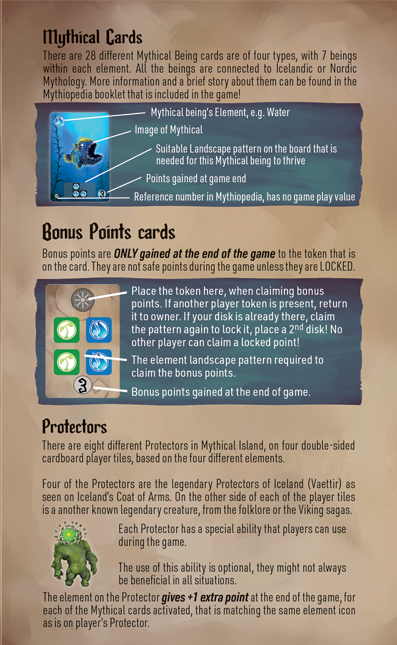 Mythical Cards
There are 28 different Mythical Being cards are of four types, with 7 beings
within each element. All the beings are connected to Icelandic or Nordic
Mythology. More information and a brief story about them can be found in the
Mythiopedia booklet that is included in the game!
Mythical being's Element, e.g. Water
Image of Mythical
Suitable Landscape pattern on the board that is
needed for this Mythical being to thrive
Points gained at game end
3
Reference number in Mythiopedia, has no game play value
Bonus Points cards
Bonus points are ONLY gained at the end of the game to the token that is
on the card. They are not safe points during the game unless they are LOCKED.
Place the token here, when claiming bonus
points. If another player token is present, return
it to owner. If your disk is already there, claim
the pattern again to lock it, place a 2nd disk! No
other player can claim a locked point!
The element landscape pattern required to
claim the bonus points.
3
Bonus points gained at the end of game.
Protectors
There are eight different Protectors in Mythical Island, on four double-sided
cardboard player tiles, based on the four different elements.
Four of the Protectors are the legendary Protectors of Iceland (Vaettir) as
seen on Iceland's Coat of Arms. On the other side of each of the player tiles
is a another known legendary creature, from the folklore or the Viking sagas.
Each Protector has a special ability that players can use
during the game.
The use of this ability is optional, they might not always
be beneficial in all situations.
The element on the Protector gives +1 extra point at the end of the game, for
each of the Mythical cards activated, that is matching the same element icon
as is on player's Protector.